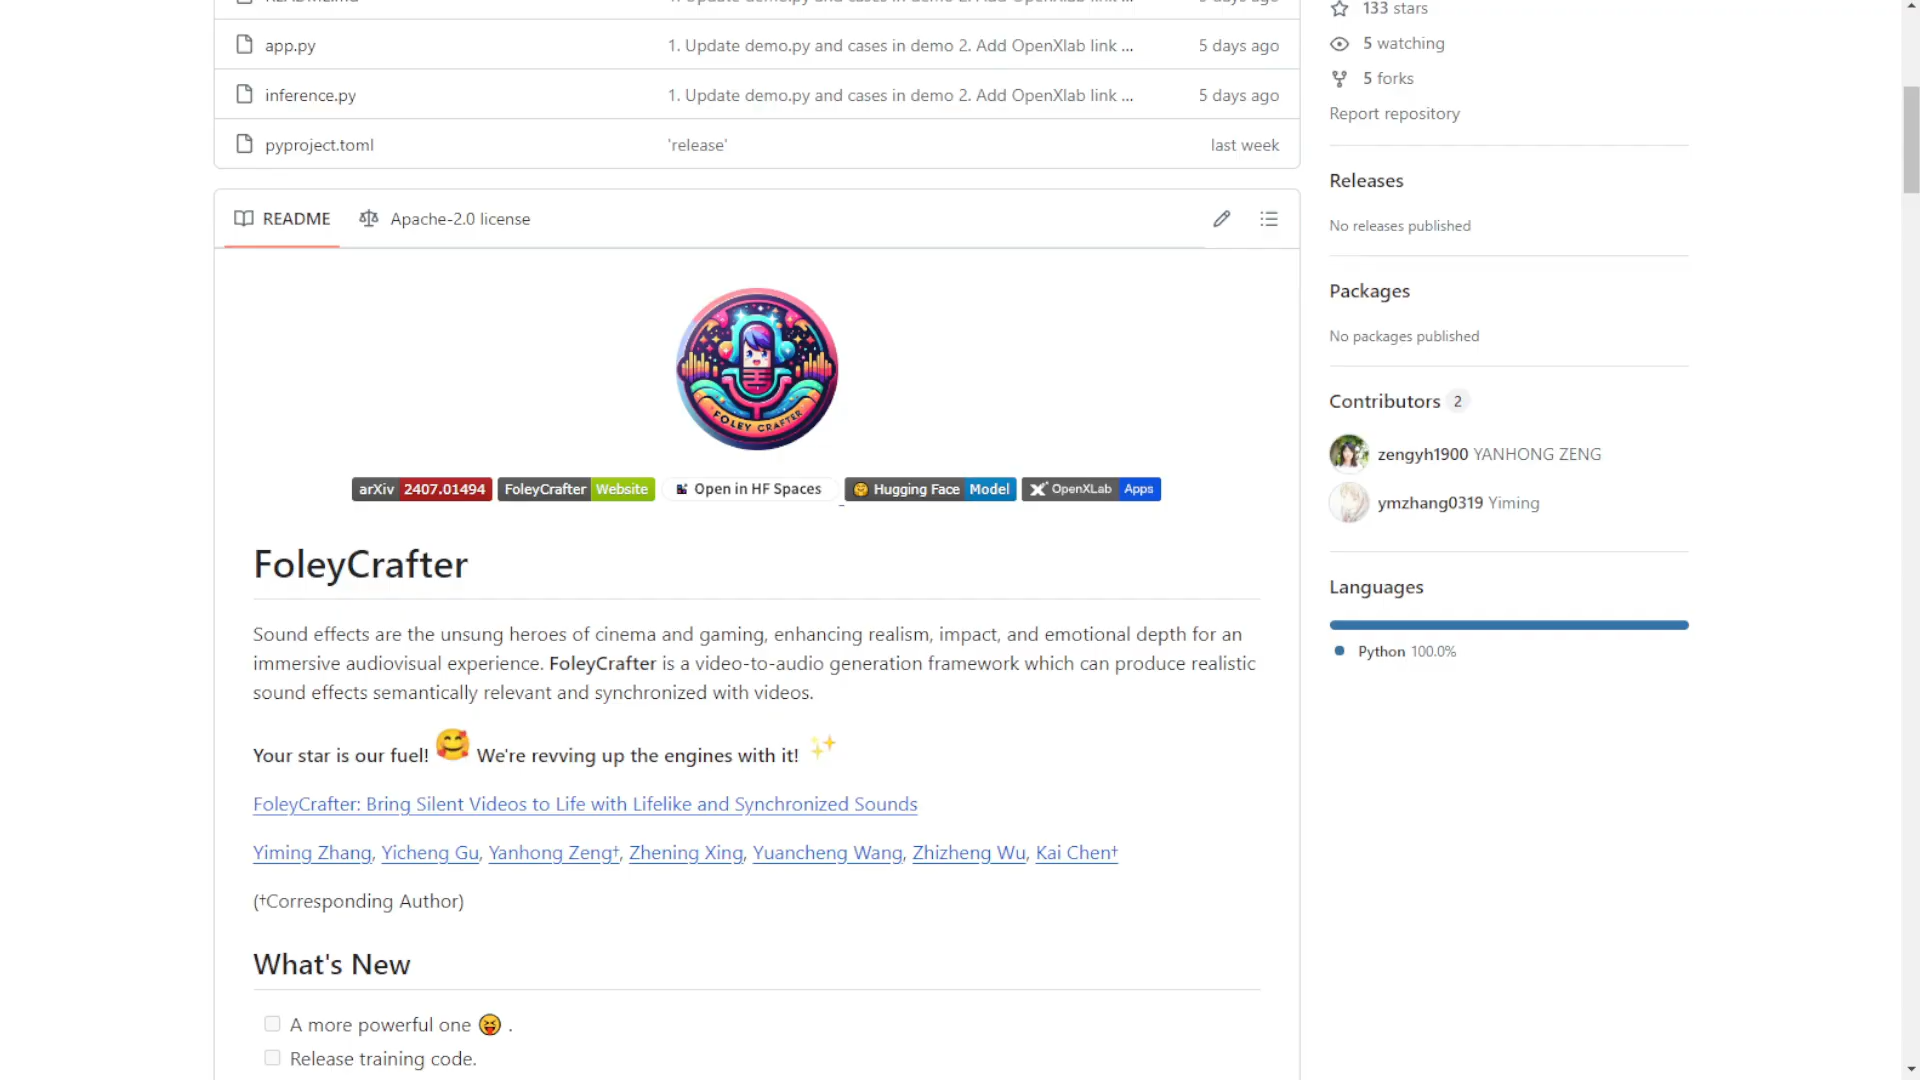 app.py 1. Update demo.py and cases in demo 2. Add OpenXlab link ... 5 days ago
inference.py 1. Update demo.py and cases in demo 2. Add OpenXlab link ... 5 days ago
pyproject.toml 'release' last week
README Apache-2.0 license
FOLEY CRAFTER
arXiv 2407.01494 FoleyCrafter Website Open in HF Spaces Hugging Face Model OpenXLab Apps
FoleyCrafter
Sound effects are the unsung heroes of cinema and gaming, enhancing realism, impact, and emotional depth for an
immersive audiovisual experience. FoleyCrafter is a video-to-audio generation framework which can produce realistic
sound effects semantically relevant and synchronized with videos.
Your star is our fuel! 🥰 We're revving up the engines with it! ✨
FoleyCrafter: Bring Silent Videos to Life with Lifelike and Synchronized Sounds
Yiming Zhang, Yicheng Gu, Yanhong Zeng†, Zhening Xing, Yuancheng Wang, Zhizheng Wu, Kai Chen†
(†Corresponding Author)
What's New
A more powerful one 😝 .
Release training code.
133 stars
5 watching
5 forks
Report repository
Releases
No releases published
Packages
No packages published
Contributors 2
zengyh1900 YANHONG ZENG
ymzhang0319 Yiming
Languages
Python 100.0%